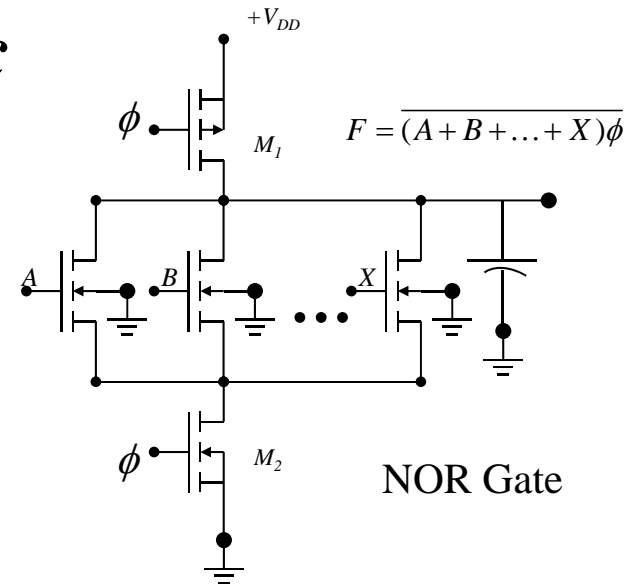 +V_DD
ϕ
M_1
F = \overline{(A + B + … + X)ϕ}
A
B
X
ϕ
M_2
NOR Gate